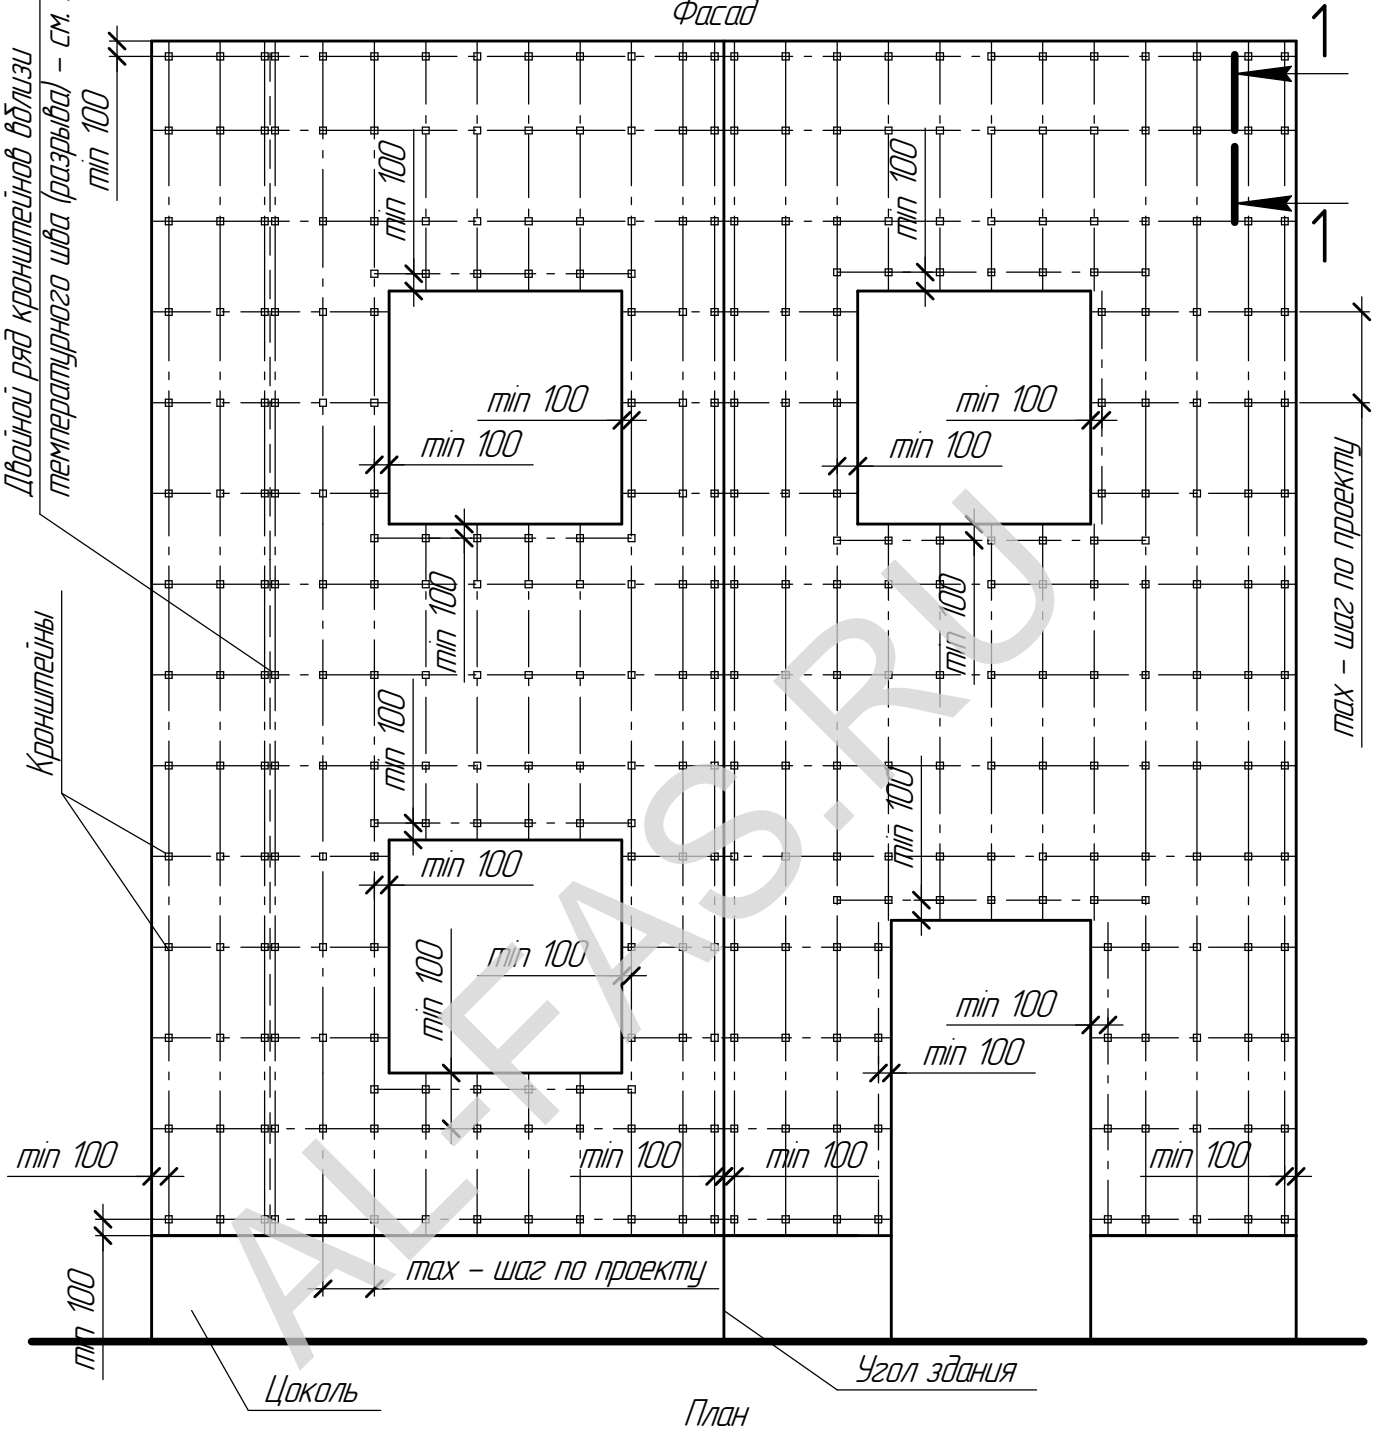 Фасад
1
1
Двойной ряд кронштейнов вблизи
температурного шва (разрыва) - см.
min 100
min 100
min 100
min 100
min 100
min 100
min 100
max - шаг по проекту
min 100
min 100
Кронштейны
min 100
min 100
min 100
min 100
min 100
min 100
min 100
min 100
min 100
min 100
min 100
min 100
max - шаг по проекту
min 100
Цоколь
Угол здания
План
AL-FAS.RU